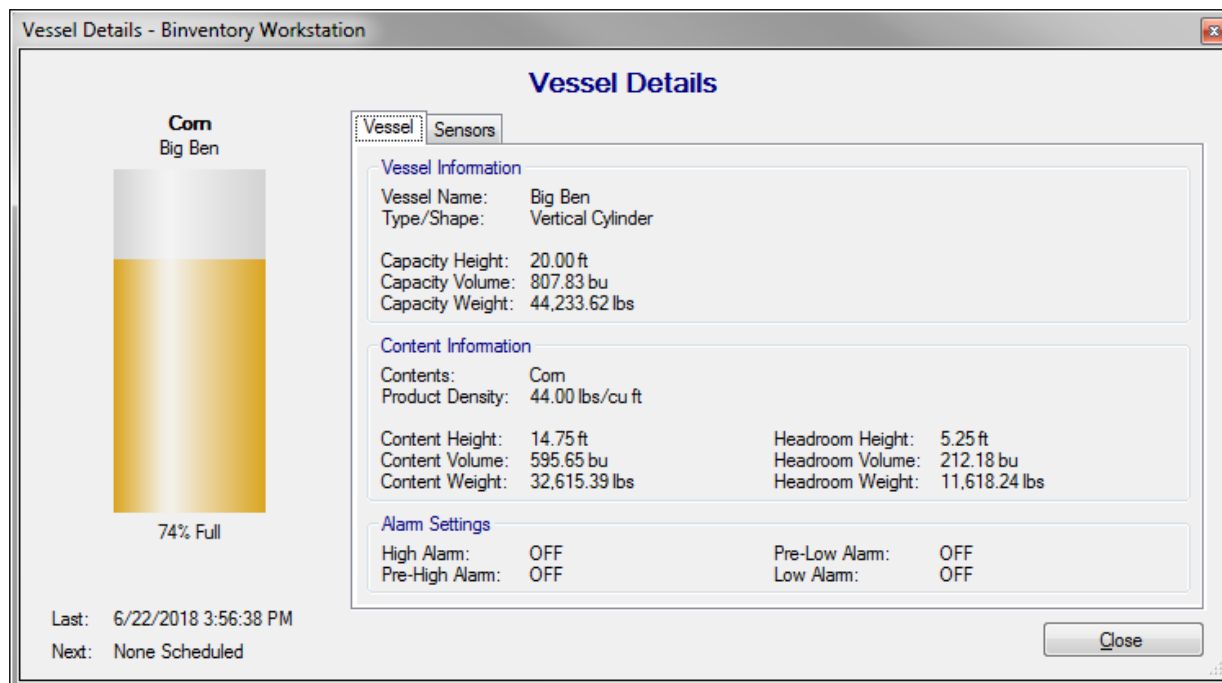 Vessel Details - Binventory Workstation
Vessel Details
Corn
Big Ben
74% Full
Last: 6/22/2018 3:56:38 PM
Next: None Scheduled
Vessel Sensors
Vessel Information
Vessel Name: Big Ben
Type/Shape: Vertical Cylinder
Capacity Height: 20.00 ft
Capacity Volume: 807.83 bu
Capacity Weight: 44,233.62 lbs
Content Information
Contents: Corn
Product Density: 44.00 lbs/cu ft
Content Height: 14.75 ft Headroom Height: 5.25 ft
Content Volume: 595.65 bu Headroom Volume: 212.18 bu
Content Weight: 32,615.39 lbs Headroom Weight: 11,618.24 lbs
Alarm Settings
High Alarm: OFF Pre-Low Alarm: OFF
Pre-High Alarm: OFF Low Alarm: OFF
Close